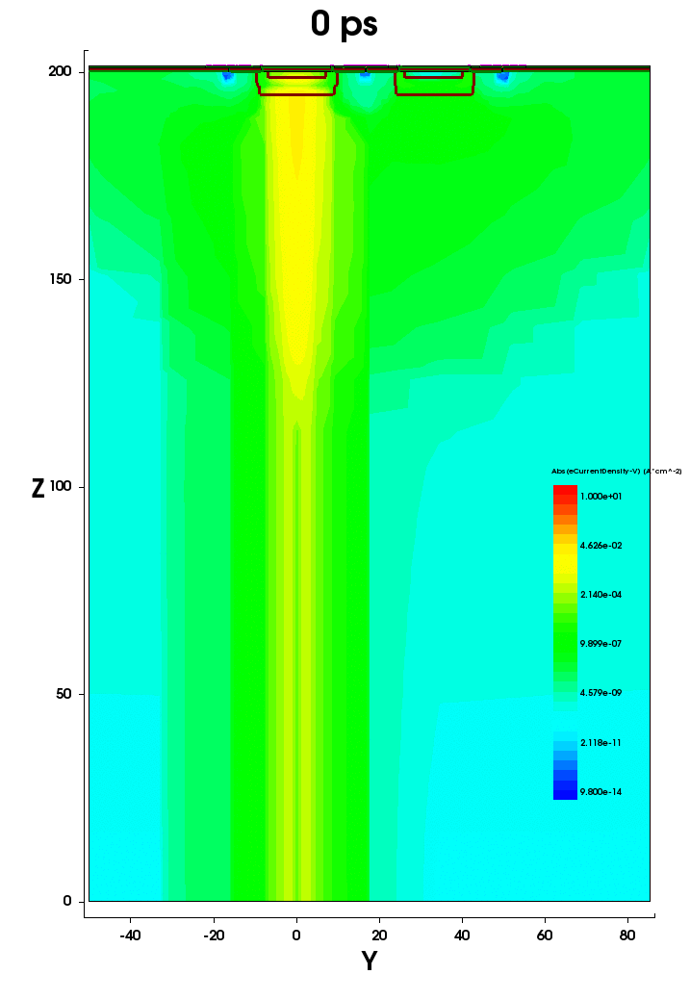 0 ps
200
150
Z 100
50
0
-40 -20 0 20 40 60 80
Y
Abs(eCurrentDensity-V) (A*cm^-2)
1.000e+01
4.626e-02
2.140e-04
9.899e-07
4.579e-09
2.118e-11
9.800e-14